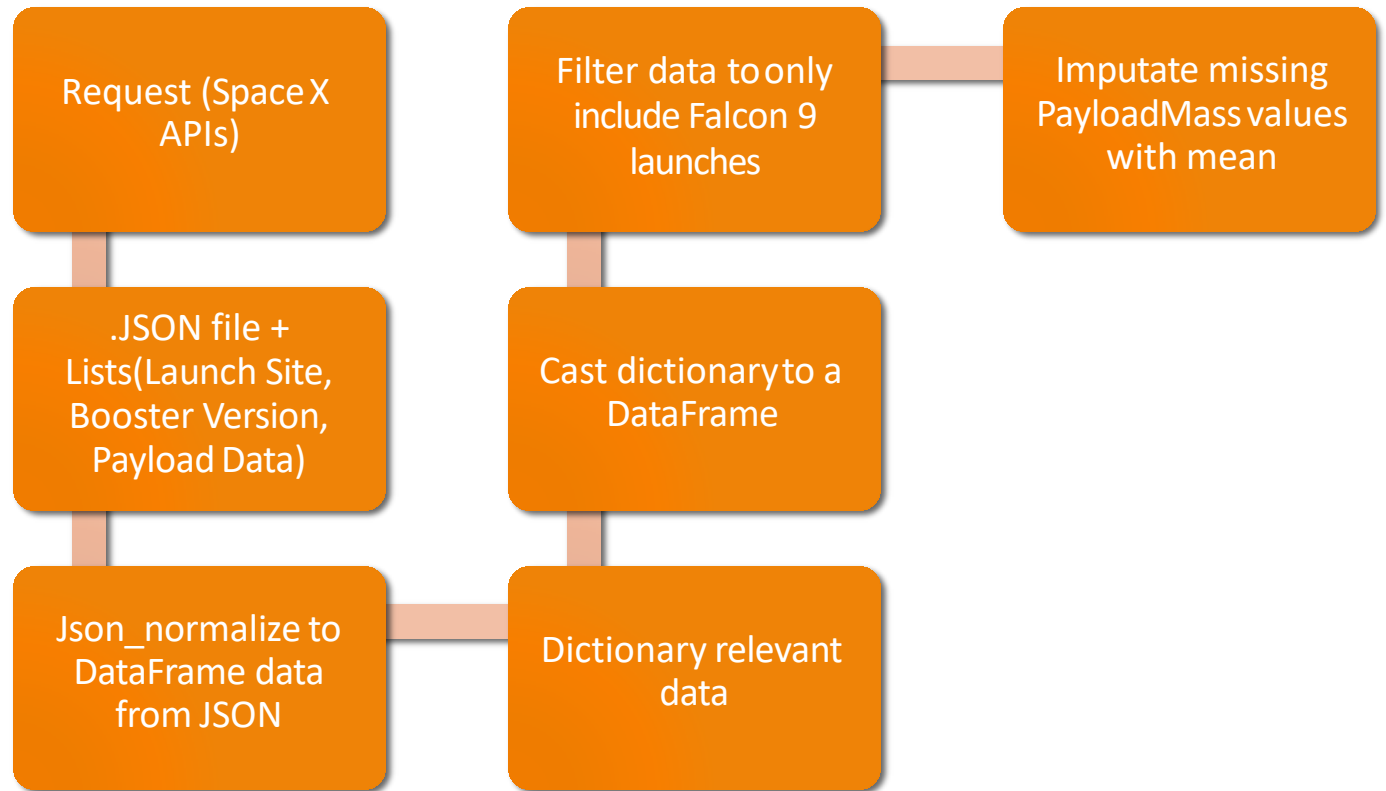 Request (Space X
APIs)
.JSON file +
Lists(Launch Site,
Booster Version,
Payload Data)
Json_normalize to
DataFrame data
from JSON
Dictionary relevant
data
Cast dictionary to a
DataFrame
Filter data to only
include Falcon 9
launches
Imputate missing
PayloadMass values
with mean